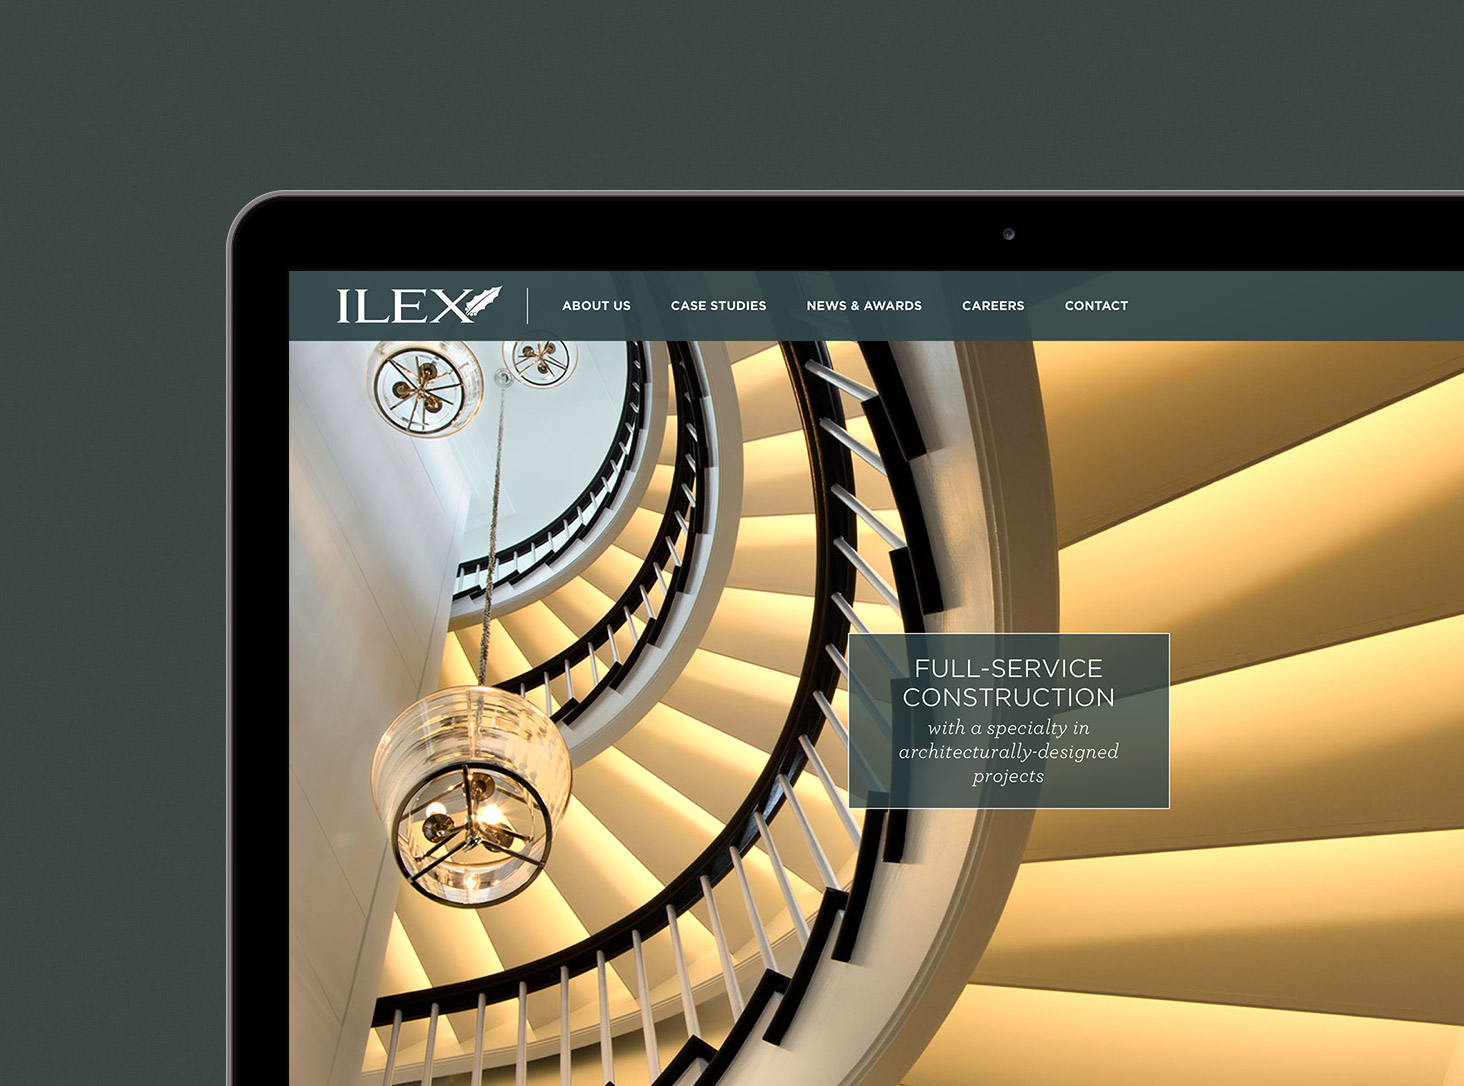 ILEX
ABOUT US CASE STUDIES NEWS & AWARDS CAREERS CONTACT
FULL-SERVICE
CONSTRUCTION
with a specialty in
architecturally-designed
projects